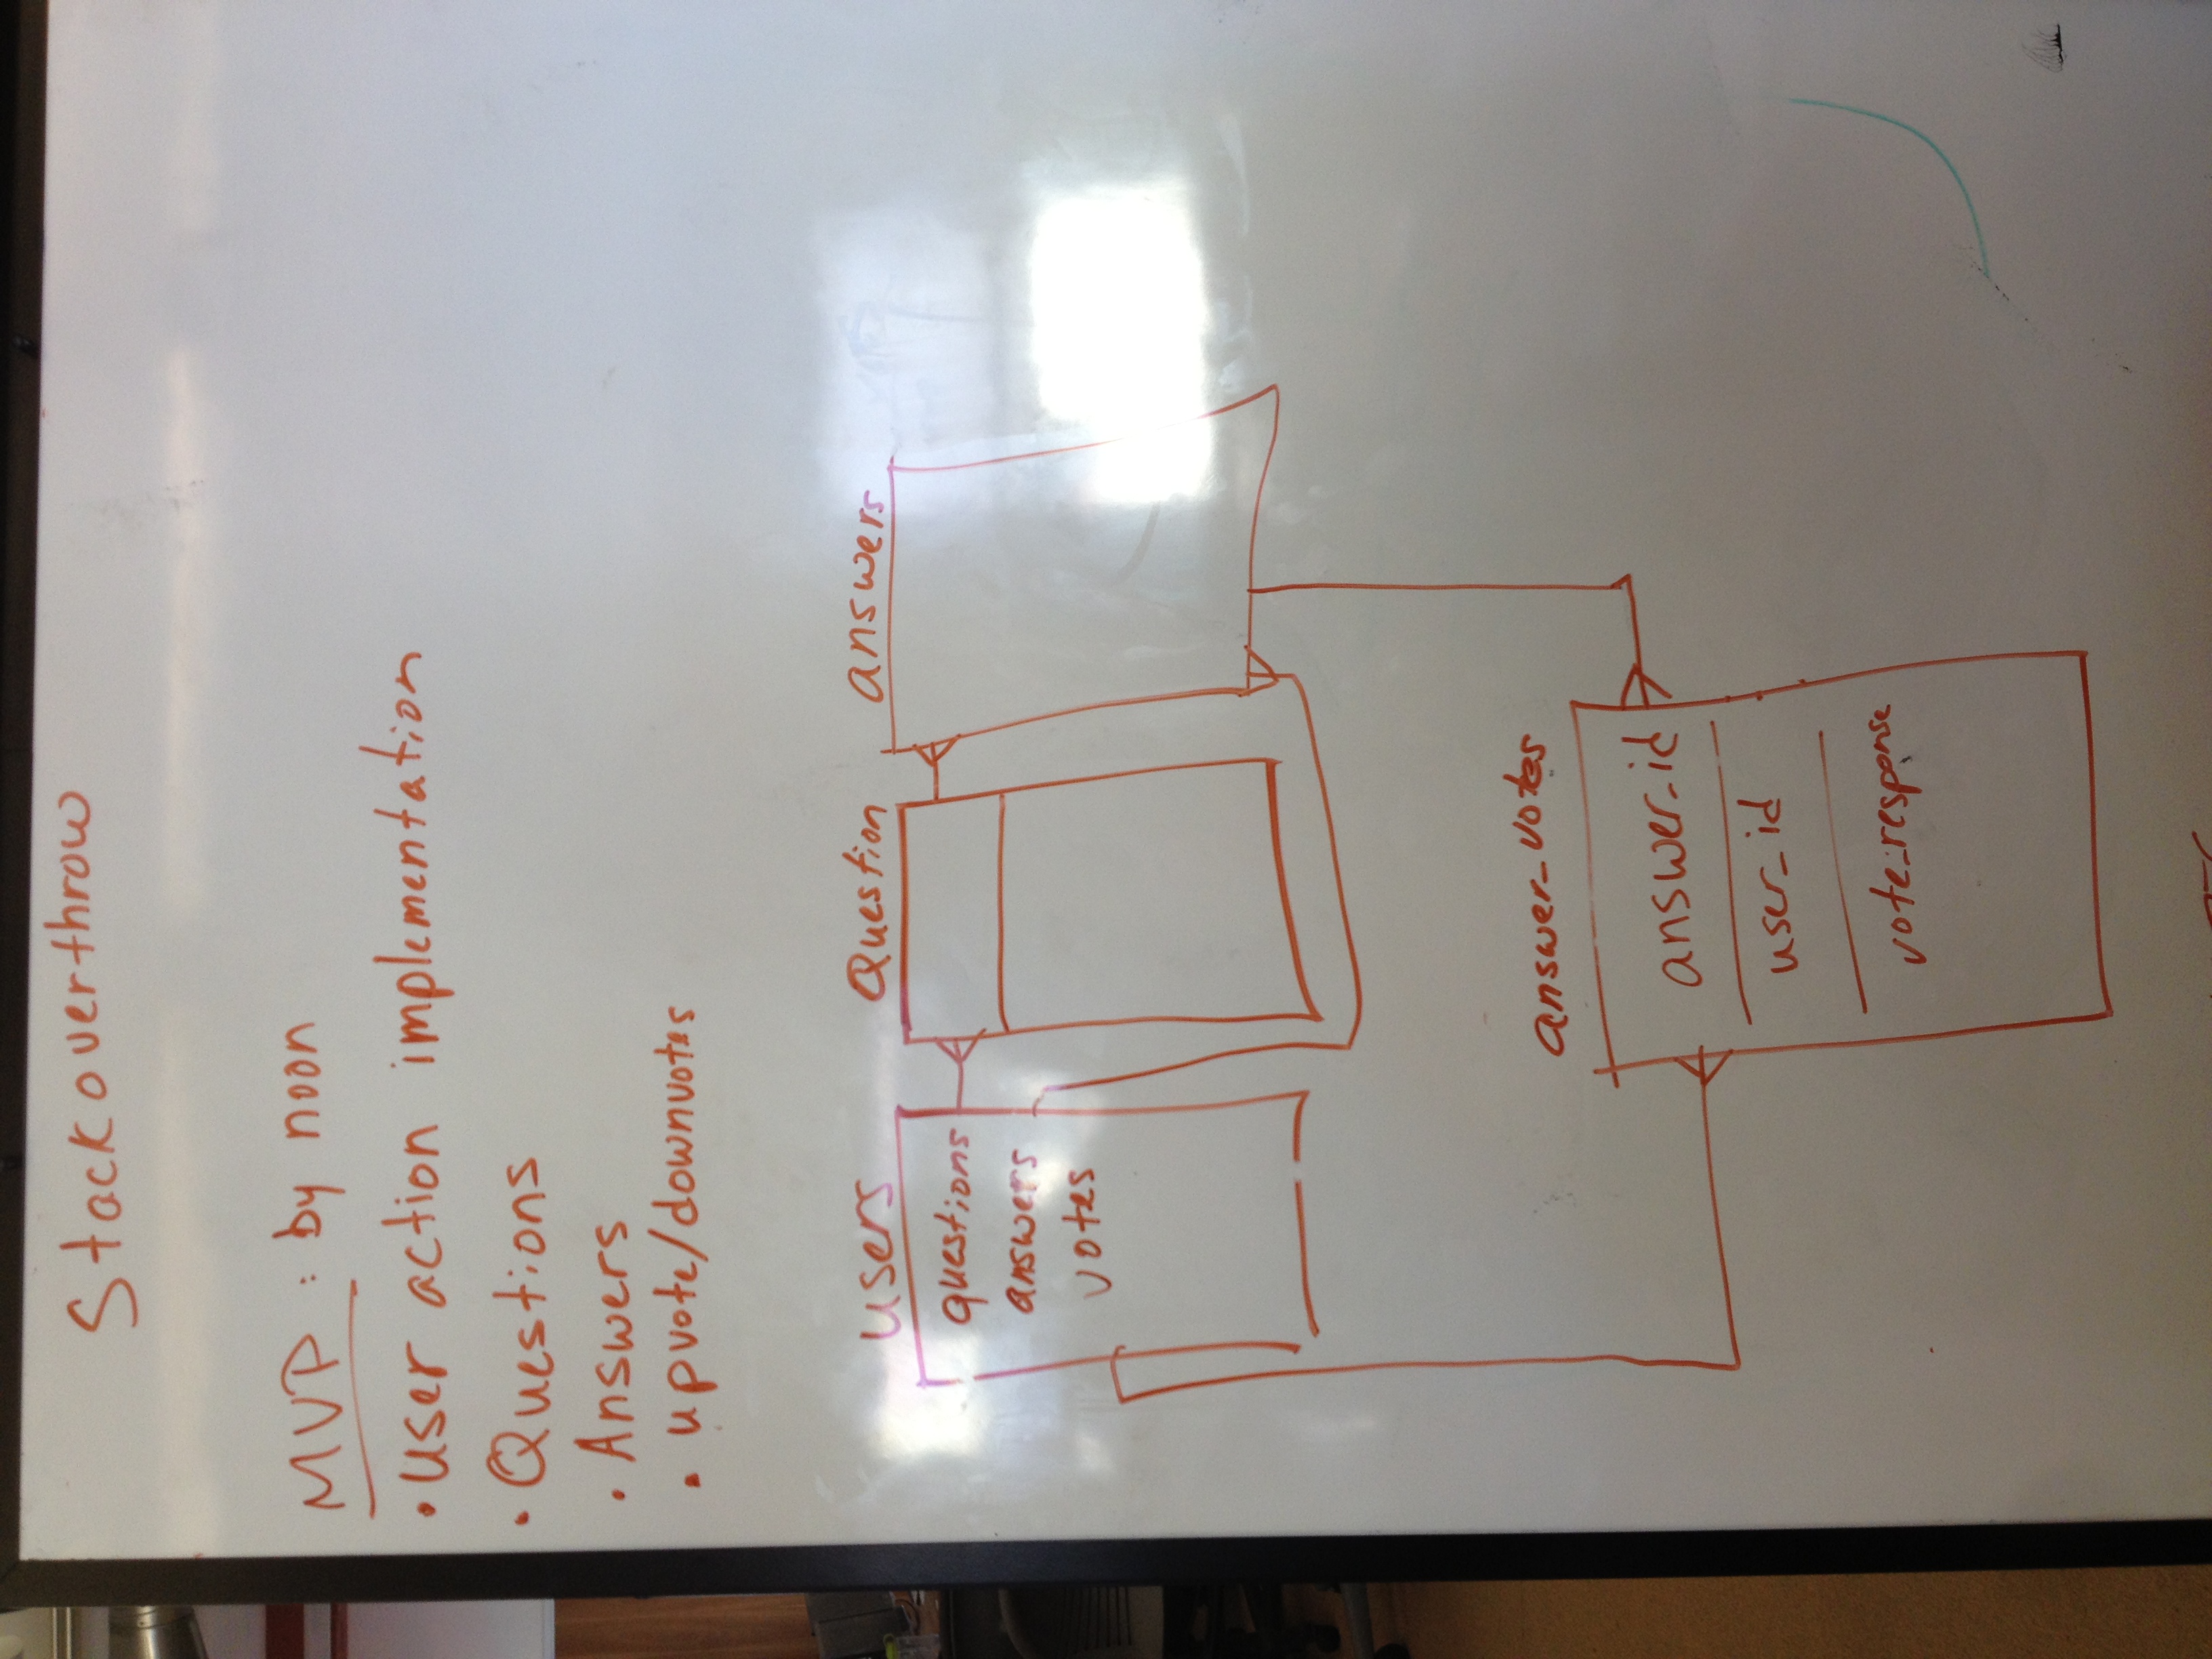 Stackoverthrow
MVP : by noon
• user action implementation
• Questions
• Answers
• upvote/downvotes
users
Question
answers
questions
answers
votes
answer_votes
answer_id
user_id
vote_response